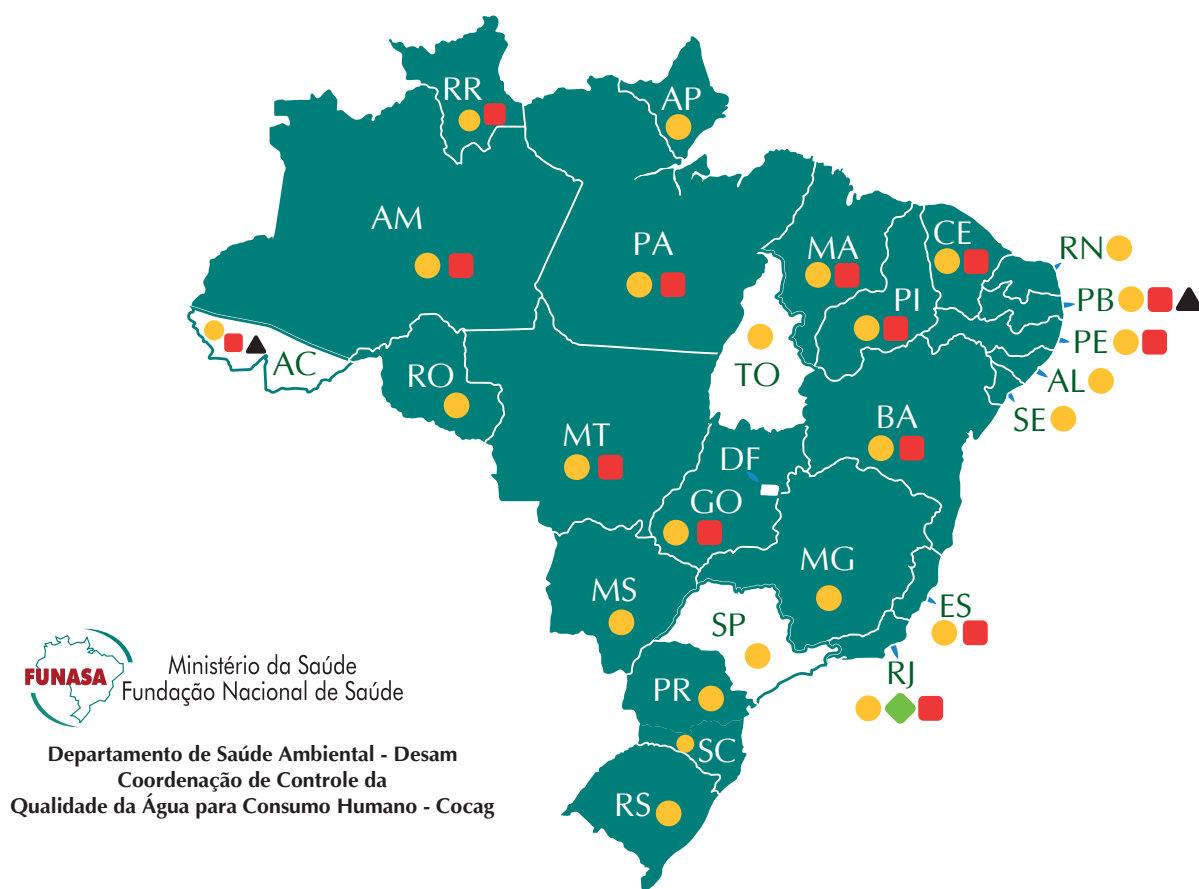 RR
AP
AM
PA
MA
CE
RN
PI
PB
PE
AC
TO
AL
RO
SE
MT
BA
DF
GO
MG
MS
ES
SP
RJ
PR
SC
RS
FUNASA
Ministério da Saúde
Fundação Nacional de Saúde
Departamento de Saúde Ambiental - Desam
Coordenação de Controle da
Qualidade da Água para Consumo Humano - Cocag